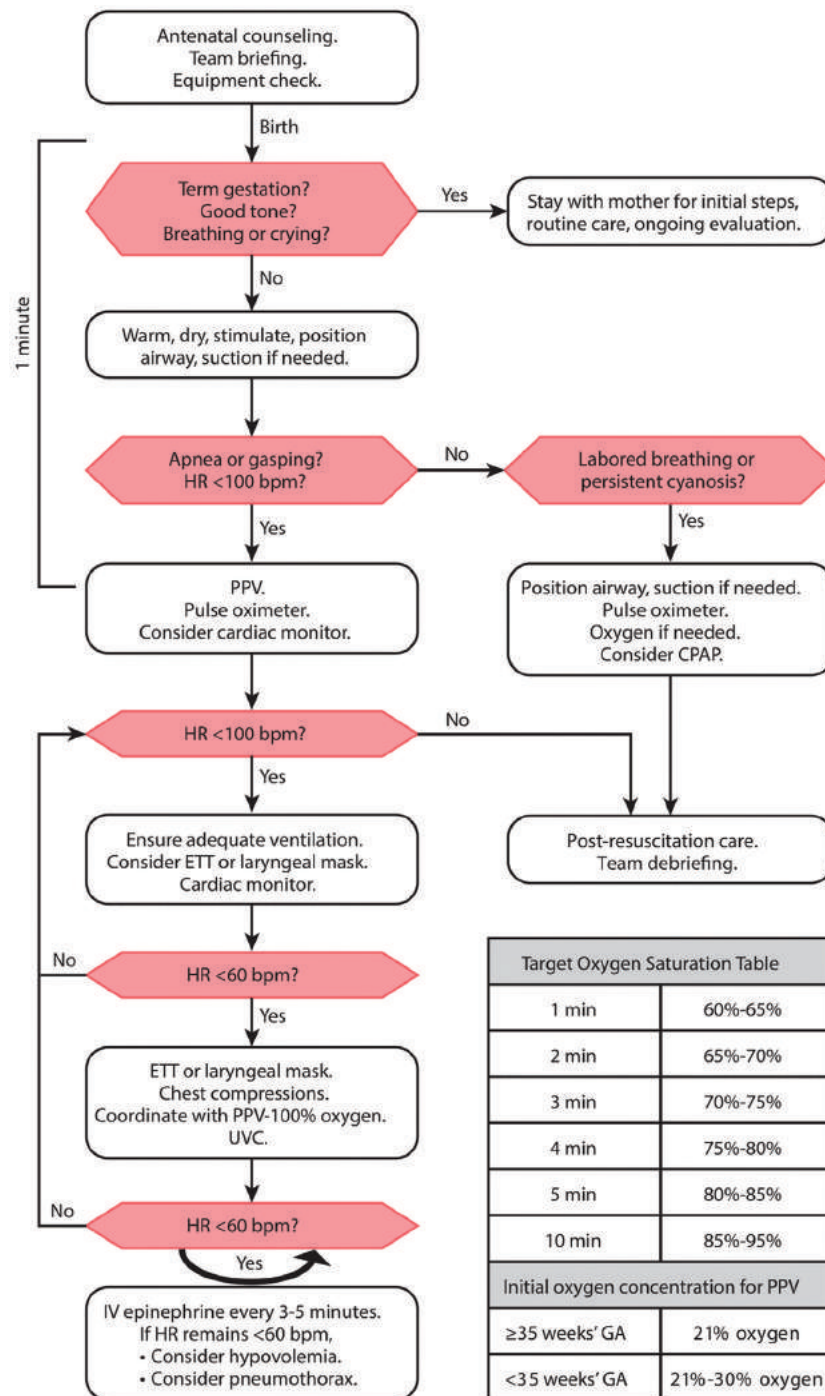 Antenatal counseling.
Team briefing.
Equipment check.
Birth
1 minute
Term gestation?
Good tone?
Breathing or crying?
Yes
Stay with mother for initial steps,
routine care, ongoing evaluation.
No
Warm, dry, stimulate, position
airway, suction if needed.
Apnea or gasping?
HR <100 bpm?
No
Labored breathing or
persistent cyanosis?
Yes
Yes
PPV.
Pulse oximeter.
Consider cardiac monitor.
Position airway, suction if needed.
Pulse oximeter.
Oxygen if needed.
Consider CPAP.
HR <100 bpm?
No
Yes
Ensure adequate ventilation.
Consider ETT or laryngeal mask.
Cardiac monitor.
Post-resuscitation care.
Team debriefing.
HR <60 bpm?
No
Yes
ETT or laryngeal mask.
Chest compressions.
Coordinate with PPV-100% oxygen.
UVC.
HR <60 bpm?
No
Yes
IV epinephrine every 3-5 minutes.
If HR remains <60 bpm,
• Consider hypovolemia.
• Consider pneumothorax.
Target Oxygen Saturation Table
1 min 60%-65%
2 min 65%-70%
3 min 70%-75%
4 min 75%-80%
5 min 80%-85%
10 min 85%-95%
Initial oxygen concentration for PPV
≥35 weeks' GA 21% oxygen
<35 weeks' GA 21%-30% oxygen